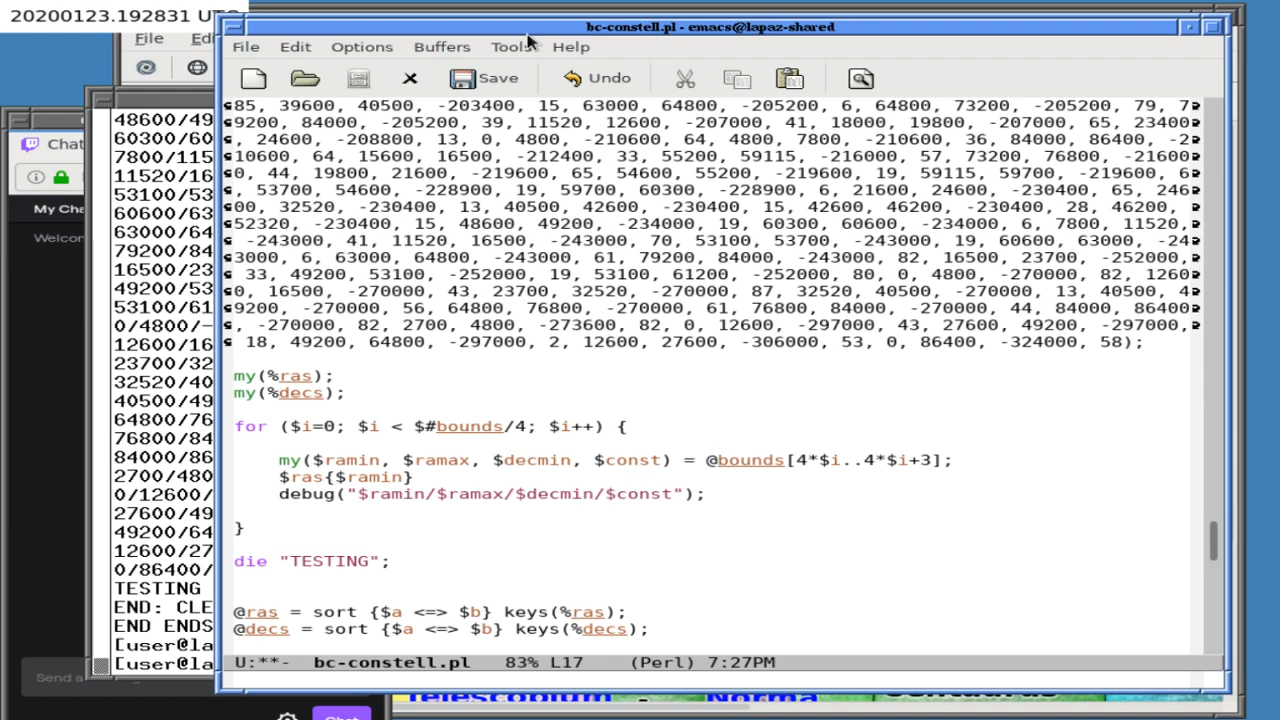 20200123.192831 UTC
bc-constell.pl - emacs@lapaz-shared
File Edit Options Buffers Tools Help
Save Undo
85, 39600, 40500, -203400, 15, 63000, 64800, -205200, 6, 64800, 73200, -205200, 79, 7
9200, 84000, -205200, 39, 11520, 12600, -207000, 41, 18000, 19800, -207000, 65, 23400
, 24600, -208800, 13, 0, 4800, -210600, 64, 4800, 7800, -210600, 36, 84000, 86400, -2
10600, 64, 15600, 16500, -212400, 33, 55200, 59115, -216000, 57, 73200, 76800, -21600
0, 44, 19800, 21600, -219600, 65, 54600, 55200, -219600, 19, 59115, 59700, -219600, 6
, 53700, 54600, -228900, 19, 59700, 60300, -228900, 6, 21600, 24600, -230400, 65, 246
00, 32520, -230400, 13, 40500, 42600, -230400, 15, 42600, 46200, -230400, 28, 46200,
52320, -230400, 15, 48600, 49200, -234000, 19, 60300, 60600, -234000, 6, 7800, 11520,
-243000, 41, 11520, 16500, -243000, 70, 53100, 53700, -243000, 19, 60600, 63000, -24
3000, 6, 63000, 64800, -243000, 61, 79200, 84000, -243000, 82, 16500, 23700, -252000,
33, 49200, 53100, -252000, 19, 53100, 61200, -252000, 80, 0, 4800, -270000, 82, 1260
0, 16500, -270000, 43, 23700, 32520, -270000, 87, 32520, 40500, -270000, 13, 40500, 4
9200, -270000, 56, 64800, 76800, -270000, 61, 76800, 84000, -270000, 44, 84000, 86400
, -270000, 82, 2700, 4800, -273600, 82, 0, 12600, -297000, 43, 27600, 49200, -297000,
18, 49200, 64800, -297000, 2, 12600, 27600, -306000, 53, 0, 86400, -324000, 58);
my(%ras);
my(%decs);
for ($i=0; $i < $#bounds/4; $i++) {
my($ramin, $ramax, $decmin, $const) = @bounds[4*$i..4*$i+3];
$ras{$ramin}
debug("$ramin/$ramax/$decmin/$const");
}
die "TESTING";
@ras = sort {$a <=> $b} keys(%ras);
@decs = sort {$a <=> $b} keys(%decs);
U:**- bc-constell.pl 83% L17 (Perl) 7:27PM
File Edi
48600/49
60300/60
7800/115
11520/16
53100/53
60600/63
63000/64
79200/84
16500/23
49200/53
53100/61
0/4800/-
12600/16
23700/32
32520/40
40500/49
64800/76
76800/84
84000/86
2700/480
0/12600/
27600/49
49200/64
12600/27
0/86400/
TESTING
END: CLE
END ENDS
[user@la
[user@la
Chat
My Cha
Welcom
Send a
Chat
Telescopium Norma Centaurus